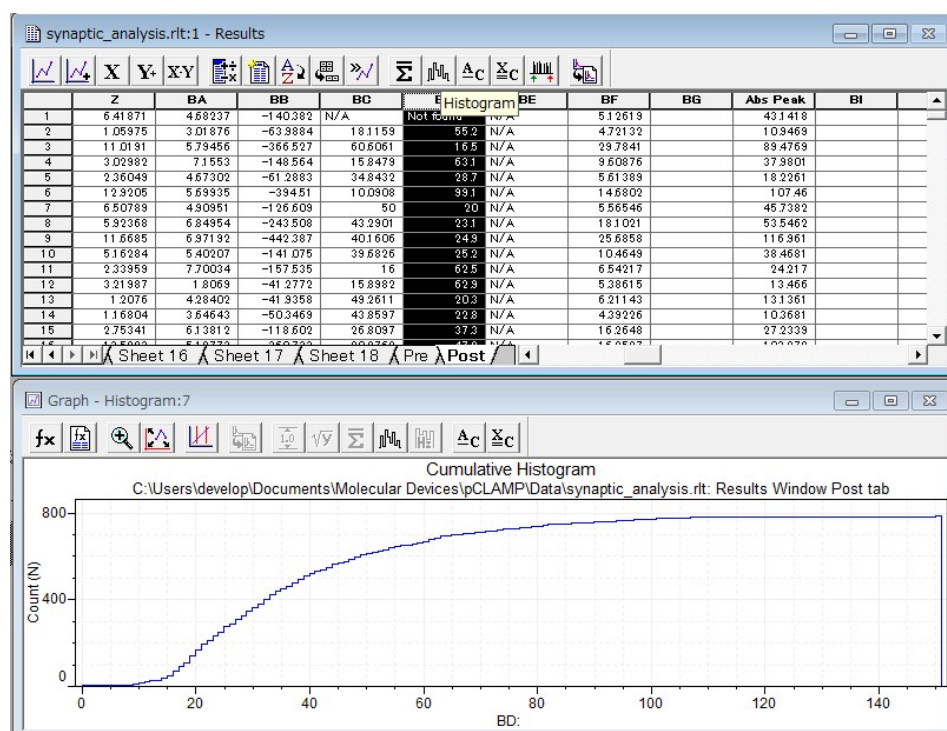 synaptic_analysis.rlt:1 - Results
X Y+ X-Y Σ AC XC
Histogram
Z BA BB BC BE BF BG Abs Peak BI
1 6.41871 4.68237 -140.382 N/A Not found N/A 5.12619 43.1418
2 1.05975 3.01876 -63.9884 18.1159 55.2 N/A 4.72132 10.9469
3 11.0191 5.79456 -366.527 60.6061 16.5 N/A 29.7841 89.4769
4 3.02982 7.1553 -148.564 15.8479 63.1 N/A 9.60876 37.9801
5 2.36049 4.67302 -61.2883 34.8432 28.7 N/A 5.61389 18.2261
6 12.9205 5.69935 -394.51 10.0908 99.1 N/A 14.6802 107.46
7 6.50789 4.90951 -126.609 50 20 N/A 5.56546 45.7382
8 5.92368 6.84954 -243.508 43.2901 23.1 N/A 18.1021 53.5462
9 11.6685 6.97192 -442.387 40.1606 24.9 N/A 25.6858 116.961
10 5.16284 5.40207 -141.075 39.6826 25.2 N/A 10.4649 38.4681
11 2.33959 7.70034 -157.535 16 62.5 N/A 6.54217 24.217
12 3.21987 1.8069 -41.2772 15.8982 62.9 N/A 5.38615 13.466
13 1.2076 4.28402 -41.9358 49.2611 20.3 N/A 6.21143 13.1361
14 1.16804 3.64643 -50.3469 43.8597 22.8 N/A 4.39226 10.3681
15 2.75341 6.13812 -118.602 26.8097 37.3 N/A 16.2648 27.2339
Sheet 16 Sheet 17 Sheet 18 Pre Post
Graph - Histogram:7
fx fx 1.0 √y Σ AC XC
Cumulative Histogram
C:\Users\develop\Documents\Molecular Devices\pCLAMP\Data\synaptic_analysis.rlt: Results Window Post tab
800
400
0
Count (N)
0 20 40 60 80 100 120 140
BD: